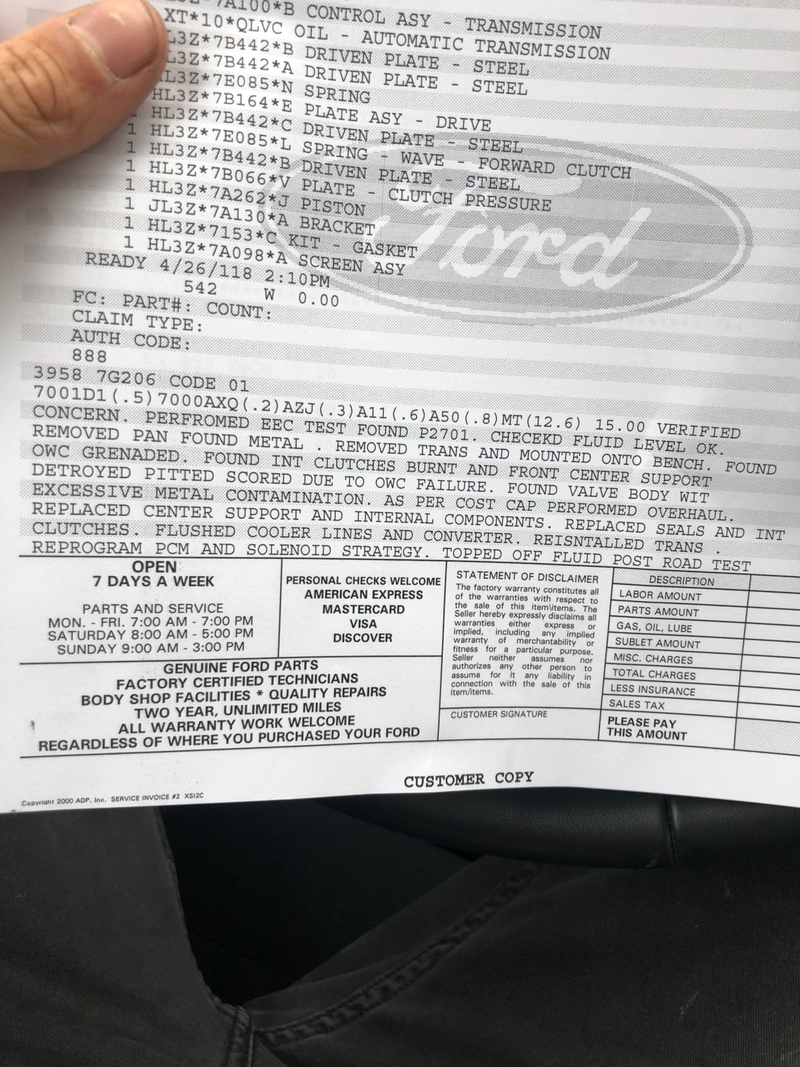 7A100*B CONTROL ASY - TRANSMISSION
XT*10*QLVC OIL - AUTOMATIC TRANSMISSION
L3Z*7B442*B DRIVEN PLATE - STEEL
L3Z*7B442*A DRIVEN PLATE - STEEL
L3Z*7E085*N SPRING
HL3Z*7B164*E PLATE ASY - DRIVE
1 HL3Z*7B442*C DRIVEN PLATE - STEEL
1 HL3Z*7E085*L SPRING - WAVE - FORWARD CLUTCH
1 HL3Z*7B442*B DRIVEN PLATE - STEEL
1 HL3Z*7B066*V PLATE - CLUTCH PRESSURE
1 HL3Z*7A262*J PISTON
1 JL3Z*7A130*A BRACKET
1 HL3Z*7153*C KIT - GASKET
1 HL3Z*7A098*A SCREEN ASY
Ford
READY 4/26/118 2:10PM
542 W 0.00
FC: PART#: COUNT:
CLAIM TYPE:
AUTH CODE:
888
3958 7G206 CODE 01
7001D1(.5)7000AXQ(.2)AZJ(.3)A11(.6)A50(.8)MT(12.6) 15.00 VERIFIED
CONCERN. PERFROMED EEC TEST FOUND P2701. CHECEKD FLUID LEVEL OK.
REMOVED PAN FOUND METAL . REMOVED TRANS AND MOUNTED ONTO BENCH. FOUND
OWC GRENADED. FOUND INT CLUTCHES BURNT AND FRONT CENTER SUPPORT
DETROYED PITTED SCORED DUE TO OWC FAILURE. FOUND VALVE BODY WIT
EXCESSIVE METAL CONTAMINATION. AS PER COST CAP PERFORMED OVERHAUL.
REPLACED CENTER SUPPORT AND INTERNAL COMPONENTS. REPLACED SEALS AND INT
CLUTCHES. FLUSHED COOLER LINES AND CONVERTER. REISNTALLED TRANS .
REPROGRAM PCM AND SOLENOID STRATEGY. TOPPED OFF FLUID POST ROAD TEST
OPEN
7 DAYS A WEEK
PARTS AND SERVICE
MON. - FRI. 7:00 AM - 7:00 PM
SATURDAY 8:00 AM - 5:00 PM
SUNDAY 9:00 AM - 3:00 PM
PERSONAL CHECKS WELCOME
AMERICAN EXPRESS
MASTERCARD
VISA
DISCOVER
GENUINE FORD PARTS
FACTORY CERTIFIED TECHNICIANS
BODY SHOP FACILITIES * QUALITY REPAIRS
TWO YEAR, UNLIMITED MILES
ALL WARRANTY WORK WELCOME
REGARDLESS OF WHERE YOU PURCHASED YOUR FORD
STATEMENT OF DISCLAIMER
The factory warranty constitutes all
of the warranties with respect to
the sale of this item/items. The
Seller hereby expressly disclaims all
warranties either express or
implied, including any implied
warranty of merchantability or
fitness for a particular purpose.
Seller neither assumes nor
authorizes any other person to
assume for it any liability in
connection with the sale of this
item/items.
CUSTOMER SIGNATURE
DESCRIPTION
LABOR AMOUNT
PARTS AMOUNT
GAS, OIL, LUBE
SUBLET AMOUNT
MISC. CHARGES
TOTAL CHARGES
LESS INSURANCE
SALES TAX
PLEASE PAY
THIS AMOUNT
CUSTOMER COPY
Copyright 2000 ADP, Inc. SERVICE INVOICE #2 XSI2C